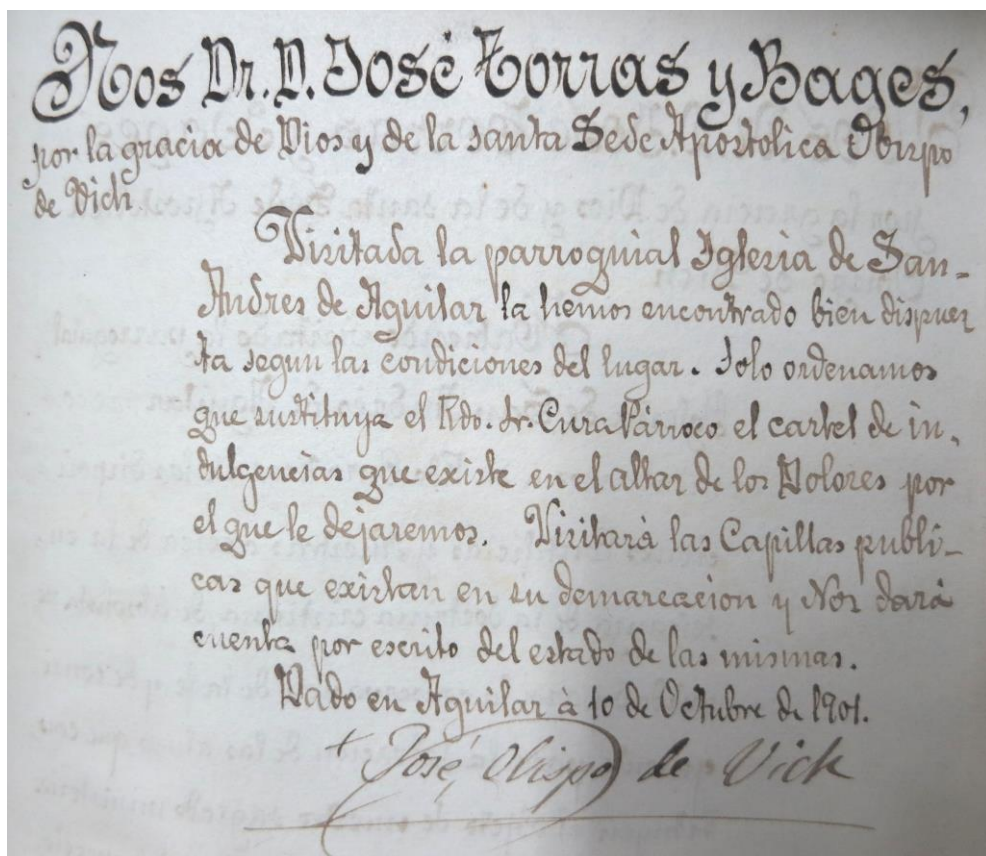 Nos Dr. D. José Torras y Bages,
por la gracia de Dios y de la santa Sede Apostolica Obispo
de Vich.
Visitada la parroquial Iglesia de San-
Andres de Aguilar la hemos encontrado bien dispues
ta segun las condiciones del lugar. Solo ordenamos
que sustituya el Rdo. Sr. Cura Párroco el cartel de in-
dulgencias que existe en el altar de los Dolores por
el que le dejaremos. Visitará las Capillas publi-
cas que existan en su demarcacion y Nos dará
cuenta por escrito del estado de las mismas.
Dado en Aguilar à 10 de Octubre de 1901.
+ José, Obispo de Vich